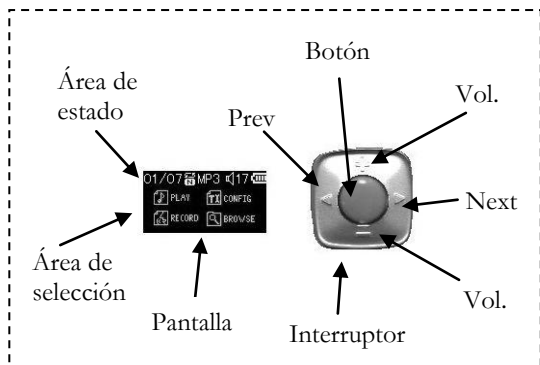 Botón
Área de
estado
Vol.
Prev
01/07 MP3 17
PLAY CONFIG
RECORD BROWSE
Next
Área de
selección
Vol.
Pantalla
Interruptor